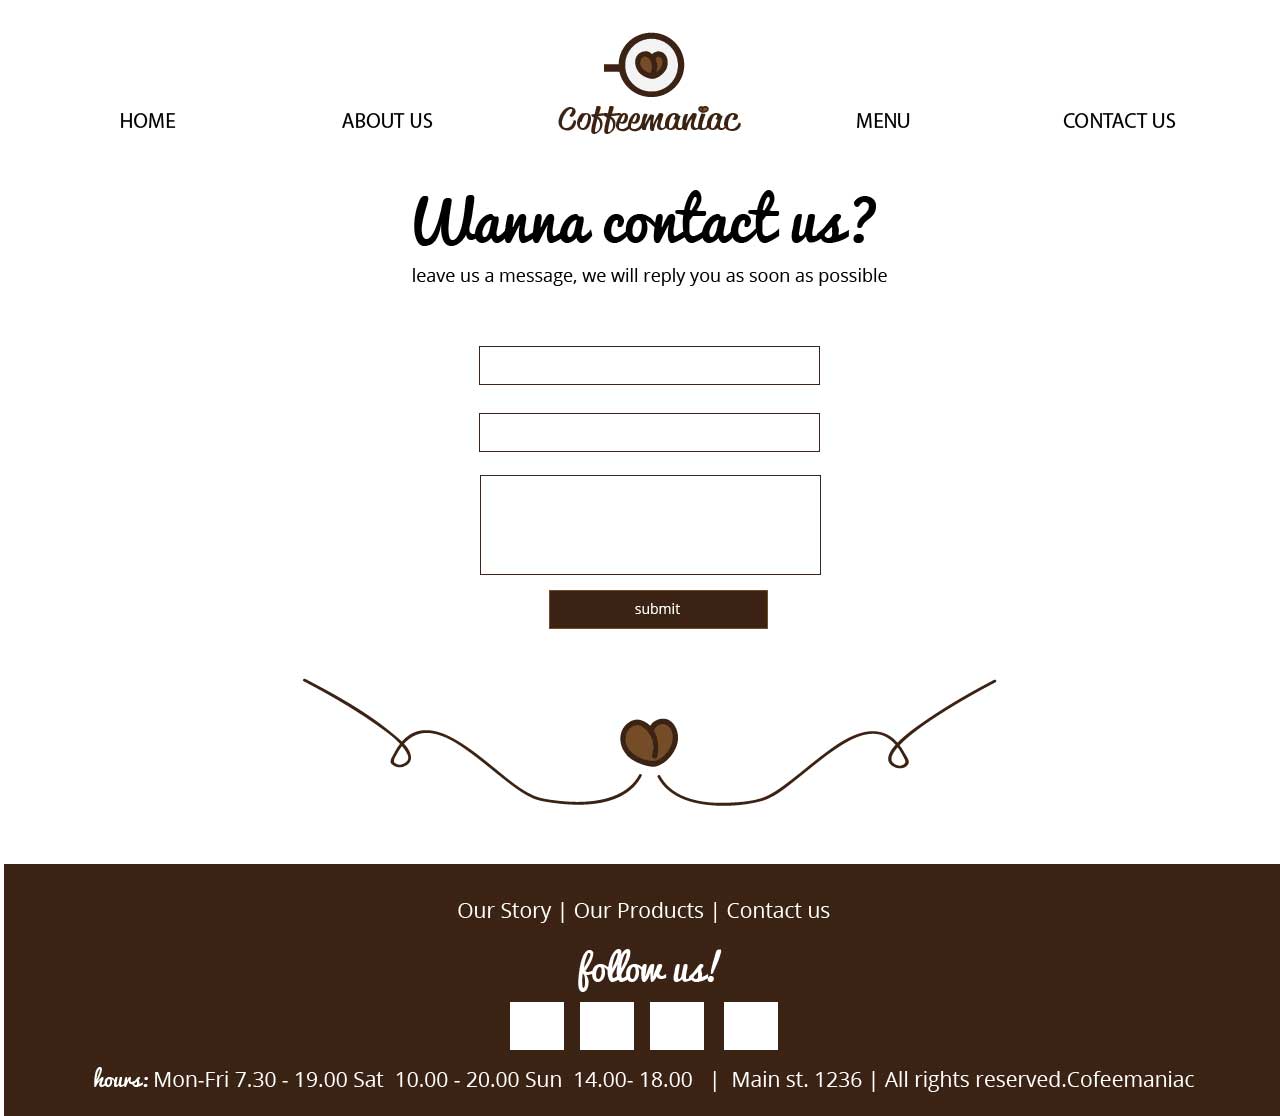 HOME
ABOUT US
Coffeemaniac
MENU
CONTACT US
Wanna contact us?
leave us a message, we will reply you as soon as possible
submit
Our Story | Our Products | Contact us
follow us!
hours: Mon-Fri 7.30 - 19.00 Sat 10.00 - 20.00 Sun 14.00- 18.00 | Main st. 1236 | All rights reserved.Cofeemaniac